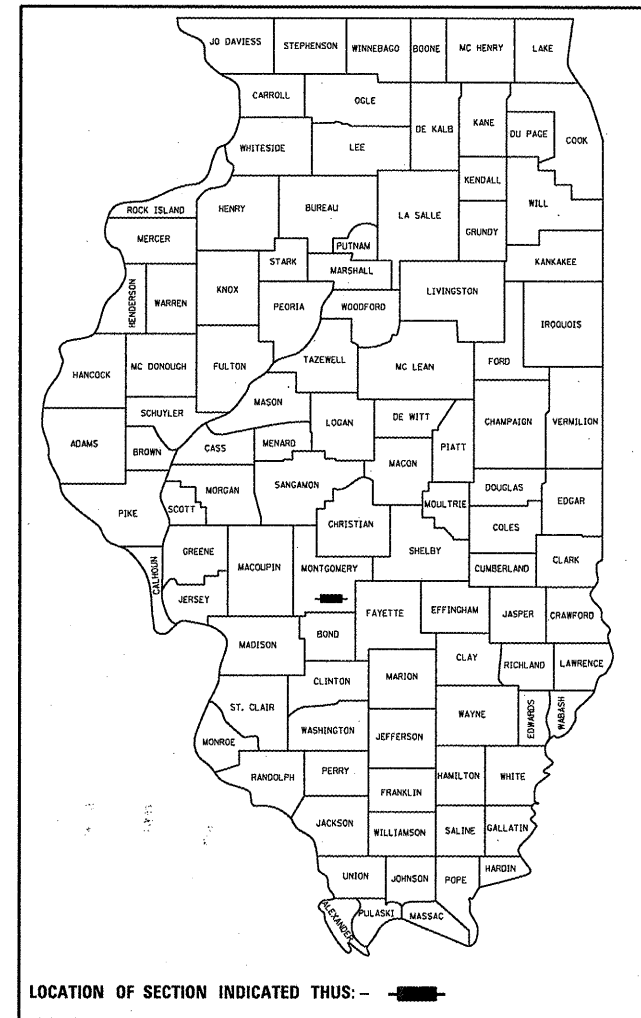 JO DAVIESS
STEPHENSON
WINNEBAGO
BOONE
MC HENRY
LAKE
CARROLL
OGLE
DE KALB
KANE
DU PAGE
COOK
WHITESIDE
LEE
KENDALL
WILL
ROCK ISLAND
HENRY
BUREAU
LA SALLE
GRUNDY
MERCER
PUTNAM
STARK
MARSHALL
KANKAKEE
HENDERSON
WARREN
KNOX
PEORIA
WOODFORD
LIVINGSTON
IROQUOIS
HANCOCK
MC DONOUGH
FULTON
TAZEWELL
MC LEAN
FORD
SCHUYLER
MASON
LOGAN
DE WITT
CHAMPAIGN
VERMILION
ADAMS
BROWN
CASS
MENARD
MACON
PIATT
PIKE
SCOTT
MORGAN
SANGAMON
CHRISTIAN
MOULTRIE
DOUGLAS
EDGAR
COLES
CALHOUN
GREENE
MACOUPIN
MONTGOMERY
SHELBY
CUMBERLAND
CLARK
JERSEY
FAYETTE
EFFINGHAM
JASPER
CRAWFORD
MADISON
BOND
CLAY
RICHLAND
LAWRENCE
CLINTON
MARION
ST. CLAIR
WAYNE
EDWARDS
WABASH
MONROE
WASHINGTON
JEFFERSON
RANDOLPH
PERRY
HAMILTON
WHITE
FRANKLIN
JACKSON
WILLIAMSON
SALINE
GALLATIN
UNION
JOHNSON
POPE
HARDIN
ALEXANDER
PULASKI
MASSAC
LOCATION OF SECTION INDICATED THUS: -